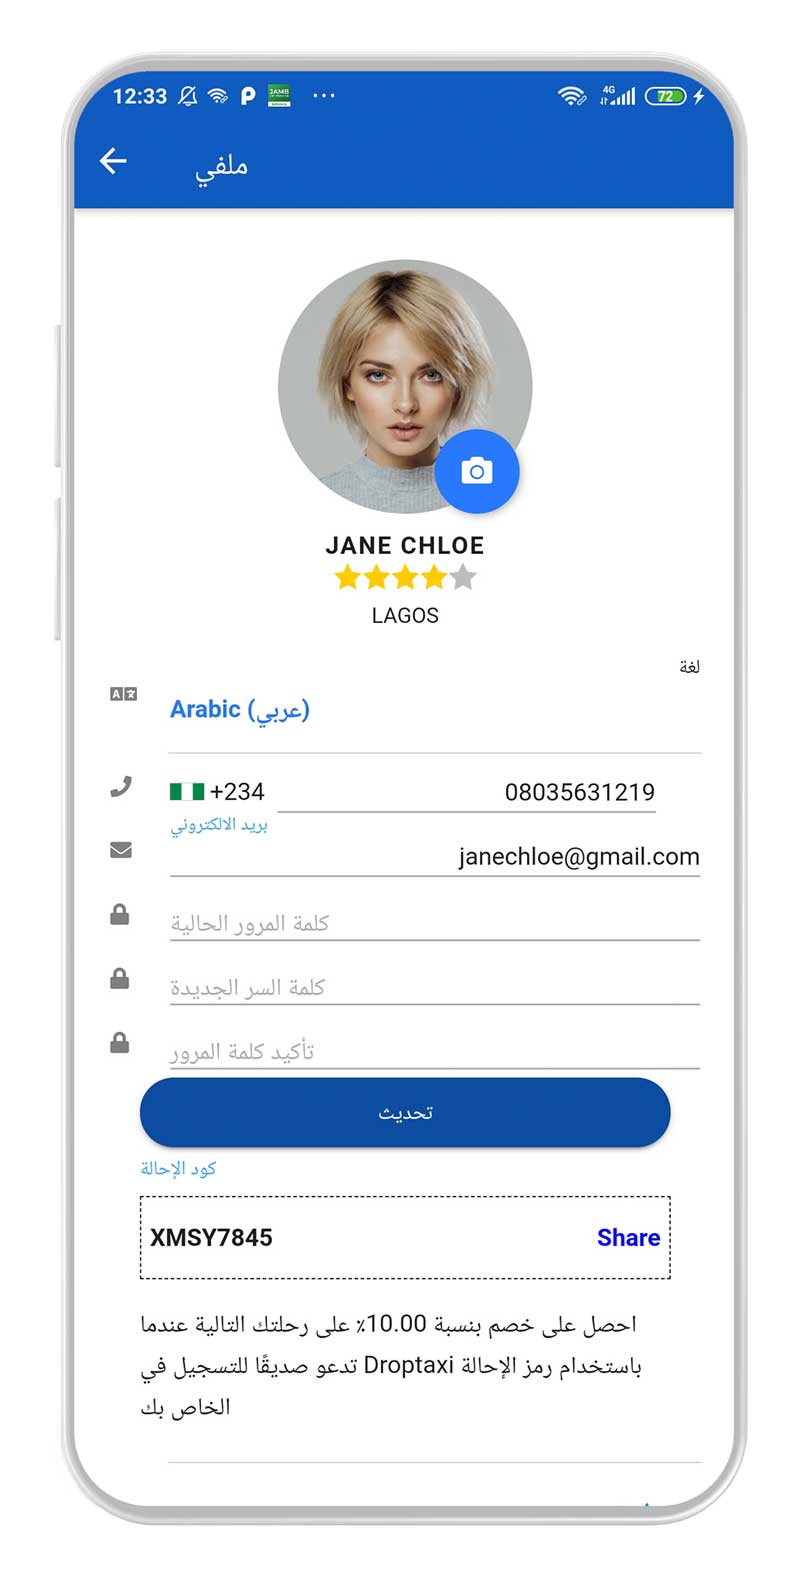 12:33 4G 72
JAMB
ملفي
JANE CHLOE
LAGOS
لغة
Arabic (عربي)
+234 08035631219
بريد الالكتروني
janechloe@gmail.com
كلمة المرور الحالية
كلمة السر الجديدة
تأكيد كلمة المرور
تحديث
كود الإحالة
XMSY7845 Share
احصل على خصم بنسبة 10.00٪ على رحلتك التالية عندما
تدعو صديقًا للتسجيل في Droptaxi باستخدام رمز الإحالة
الخاص بك